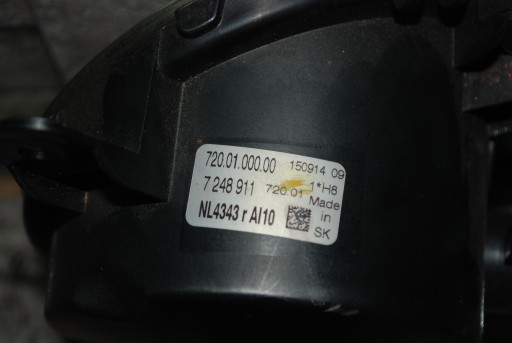 720.01.000.00 150914 09
7 248 911 720.01 1*H8
NL4343 r AI10 Made
in
SK